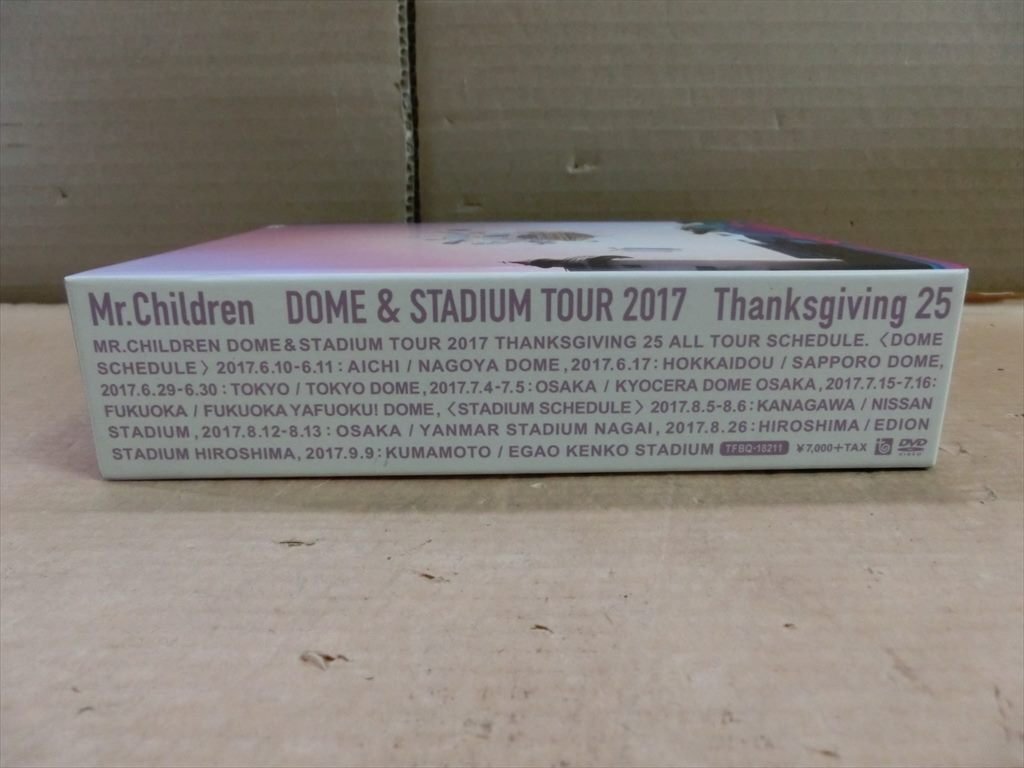 Mr.Children DOME & STADIUM TOUR 2017 Thanksgiving 25
MR.CHILDREN DOME & STADIUM TOUR 2017 THANKSGIVING 25 ALL TOUR SCHEDULE. 〈DOME
SCHEDULE〉2017.6.10-6.11: AICHI / NAGOYA DOME, 2017.6.17: HOKKAIDOU / SAPPORO DOME,
2017.6.29-6.30: TOKYO / TOKYO DOME, 2017.7.4-7.5: OSAKA / KYOCERA DOME OSAKA, 2017.7.15-7.16:
FUKUOKA / FUKUOKA YAFUOKU! DOME, 〈STADIUM SCHEDULE〉2017.8.5-8.6: KANAGAWA / NISSAN
STADIUM, 2017.8.12-8.13: OSAKA / YANMAR STADIUM NAGAI, 2017.8.26: HIROSHIMA / EDION
STADIUM HIROSHIMA, 2017.9.9: KUMAMOTO / EGAO KENKO STADIUM TFBQ-18211 ¥7,000+TAX DVD VIDEO